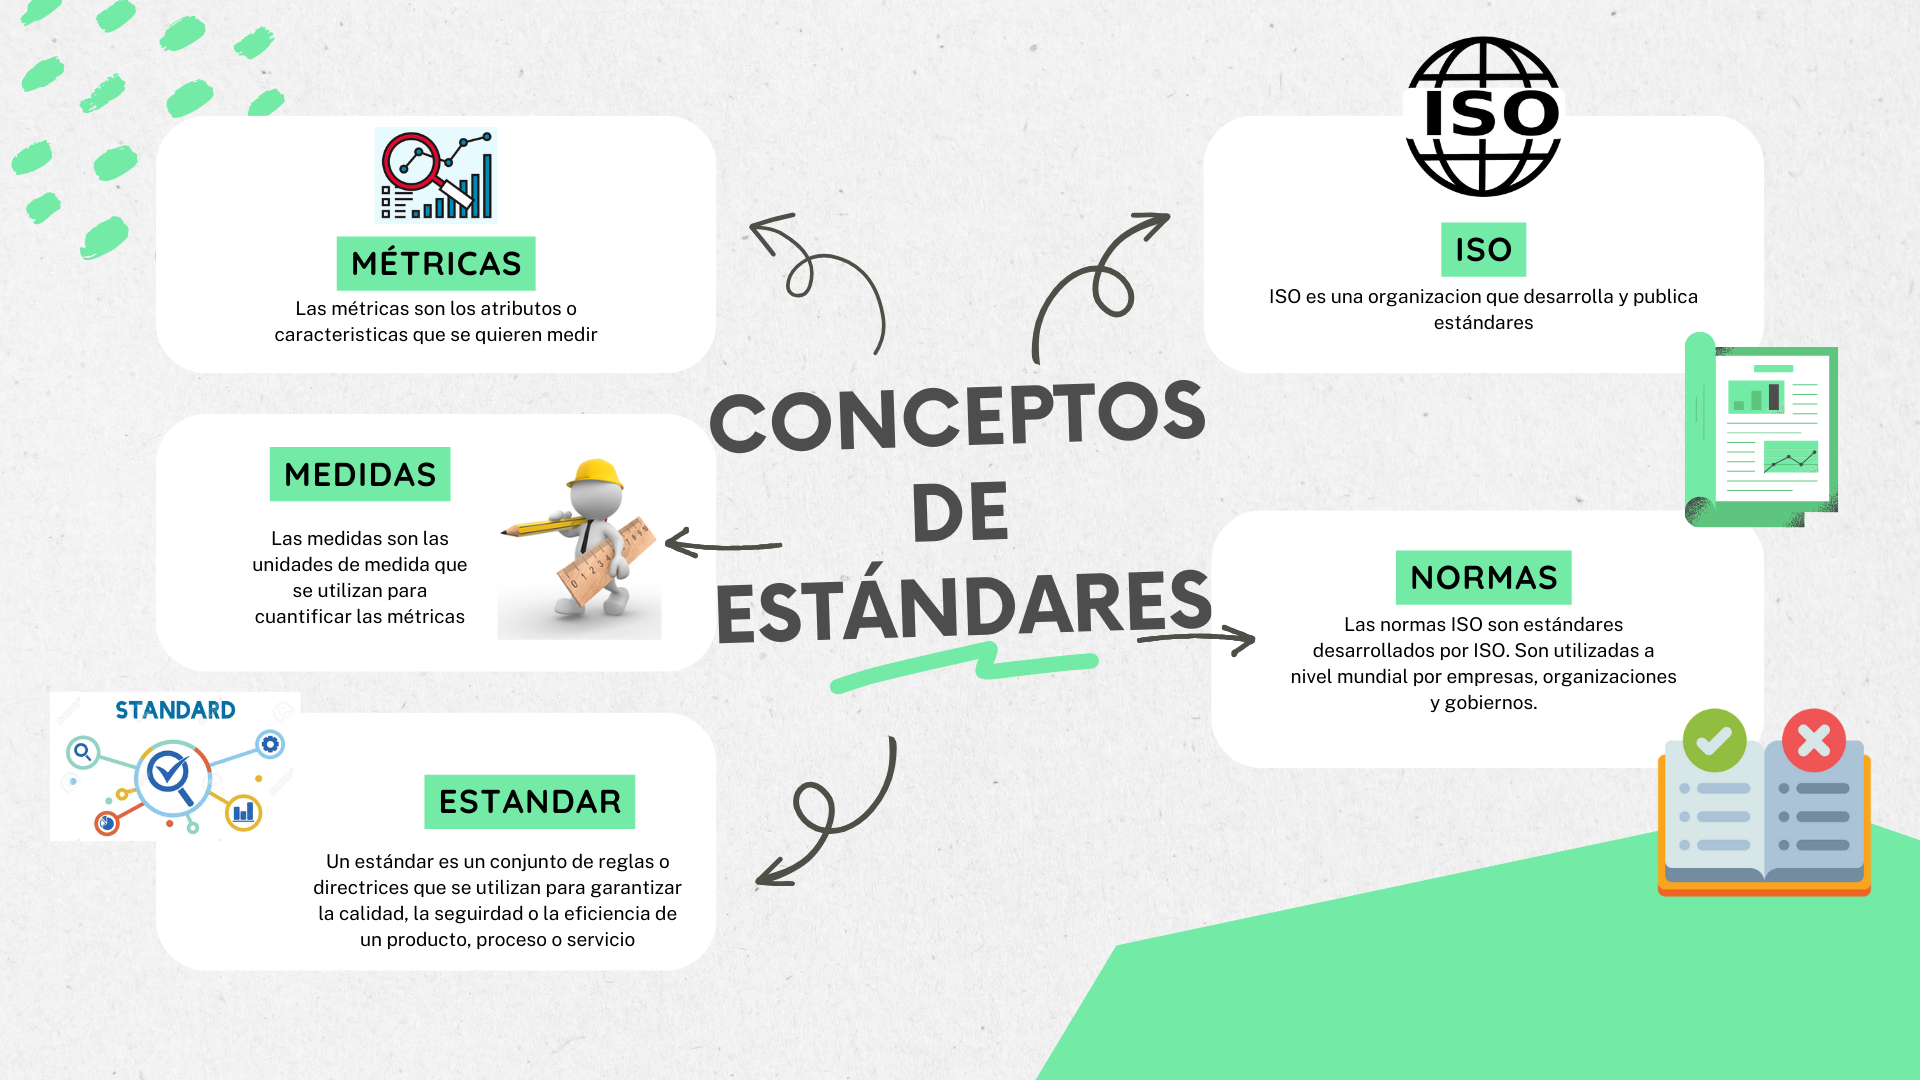 MÉTRICAS
Las métricas son los atributos o
caracteristicas que se quieren medir
MEDIDAS
Las medidas son las
unidades de medida que
se utilizan para
cuantificar las métricas
STANDARD
ESTANDAR
Un estándar es un conjunto de reglas o
directrices que se utilizan para garantizar
la calidad, la seguirdad o la eficiencia de
un producto, proceso o servicio
CONCEPTOS
DE
ESTÁNDARES
ISO
ISO
ISO es una organizacion que desarrolla y publica
estándares
NORMAS
Las normas ISO son estándares
desarrollados por ISO. Son utilizadas a
nivel mundial por empresas, organizaciones
y gobiernos.